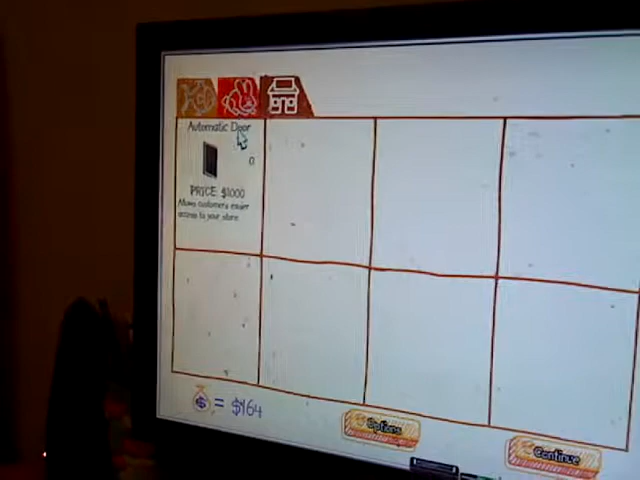 Automatic Door
0
PRICE: $1000
Allows customers easier
access to your store
$ = $164
Options
Continue